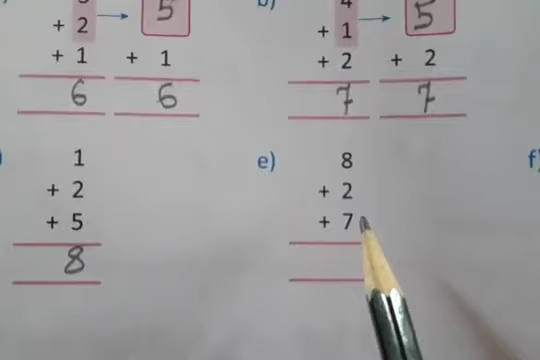 b)
+ 2 5
+ 1 + 1
6 6
4 5
+ 1
+ 2 + 2
7 7
1
+ 2
+ 5
8
e) 8
+ 2
+ 7
f)